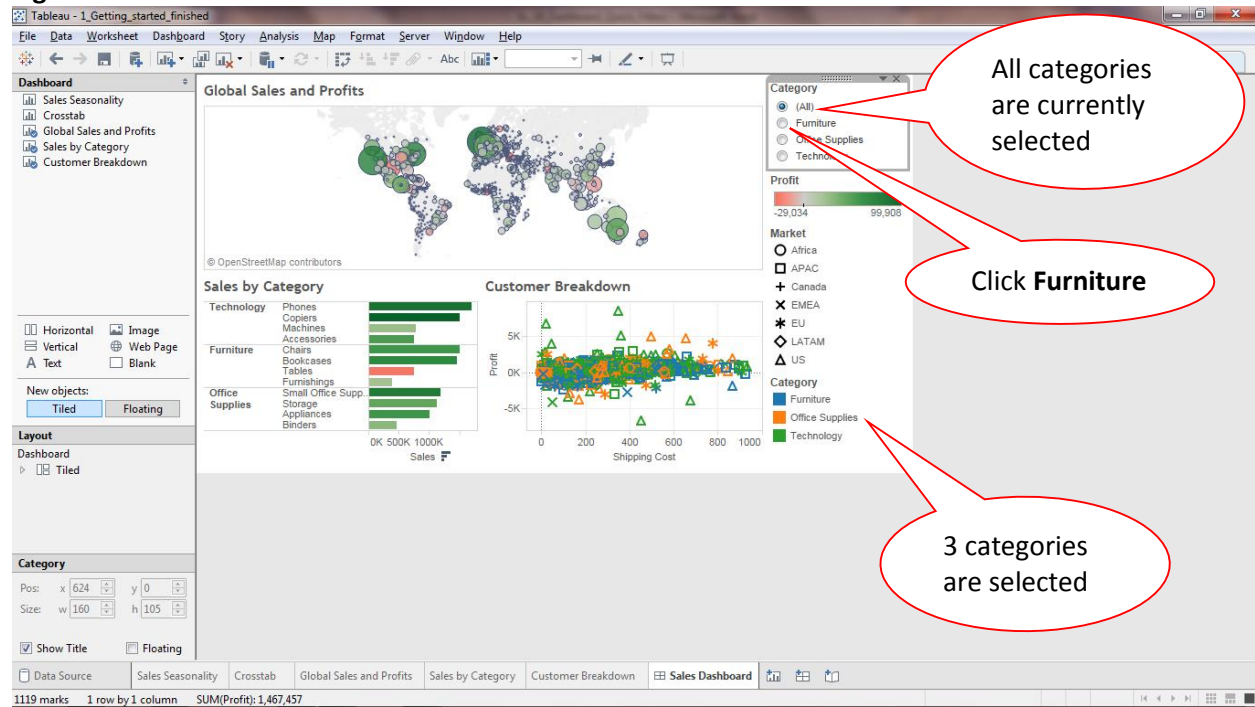 Tableau - 1_Getting_started_finished
File Data Worksheet Dashboard Story Analysis Map Format Server Window Help
Abc
Dashboard
Sales Seasonality
Crosstab
Global Sales and Profits
Sales by Category
Customer Breakdown
Horizontal Image
Vertical Web Page
A Text Blank
New objects:
Tiled Floating
Layout
Dashboard
Tiled
Category
Pos: x 624 y 0
Size: w 160 h 105
Show Title Floating
Global Sales and Profits
© OpenStreetMap contributors
Sales by Category
Technology Phones
Copiers
Machines
Accessories
Furniture Chairs
Bookcases
Tables
Furnishings
Office Supplies Small Office Supp..
Storage
Appliances
Binders
0K 500K 1000K
Sales
Customer Breakdown
Profit
5K
0K
-5K
0 200 400 600 800 1000
Shipping Cost
Category
(All)
Furniture
Office Supplies
Profit
-29,034 99,908
Market
Africa
APAC
Canada
EMEA
EU
LATAM
US
Category
Furniture
Office Supplies
Technology
All categories
are currently
selected
Click Furniture
3 categories
are selected
Data Source Sales Seasonality Crosstab Global Sales and Profits Sales by Category Customer Breakdown Sales Dashboard
1119 marks 1 row by 1 column SUM(Profit): 1,467,457